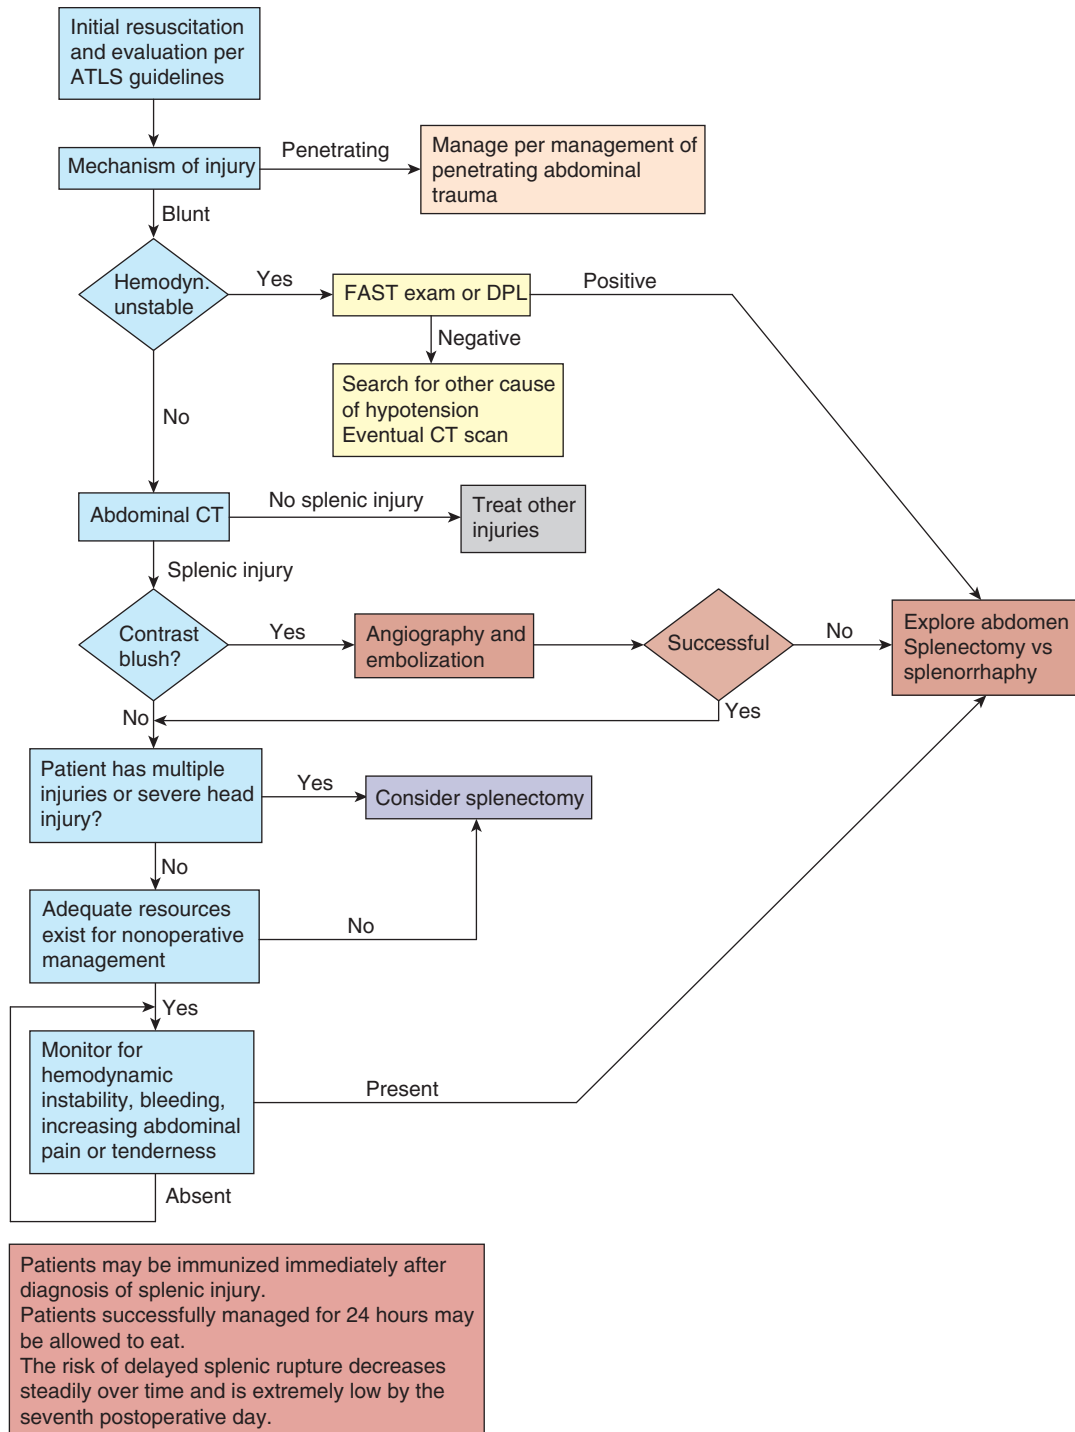 Initial resuscitation
and evaluation per
ATLS guidelines
Mechanism of injury
Penetrating
Manage per management of
penetrating abdominal
trauma
Blunt
Hemodyn.
unstable
Yes
FAST exam or DPL
Positive
Negative
Search for other cause
of hypotension
Eventual CT scan
No
Abdominal CT
No splenic injury
Treat other
injuries
Splenic injury
Contrast
blush?
Yes
Angiography and
embolization
Successful
No
Explore abdomen
Splenectomy vs
splenorrhaphy
Yes
No
Patient has multiple
injuries or severe head
injury?
Yes
Consider splenectomy
No
Adequate resources
exist for nonoperative
management
No
Yes
Monitor for
hemodynamic
instability, bleeding,
increasing abdominal
pain or tenderness
Present
Absent
Patients may be immunized immediately after
diagnosis of splenic injury.
Patients successfully managed for 24 hours may
be allowed to eat.
The risk of delayed splenic rupture decreases
steadily over time and is extremely low by the
seventh postoperative day.